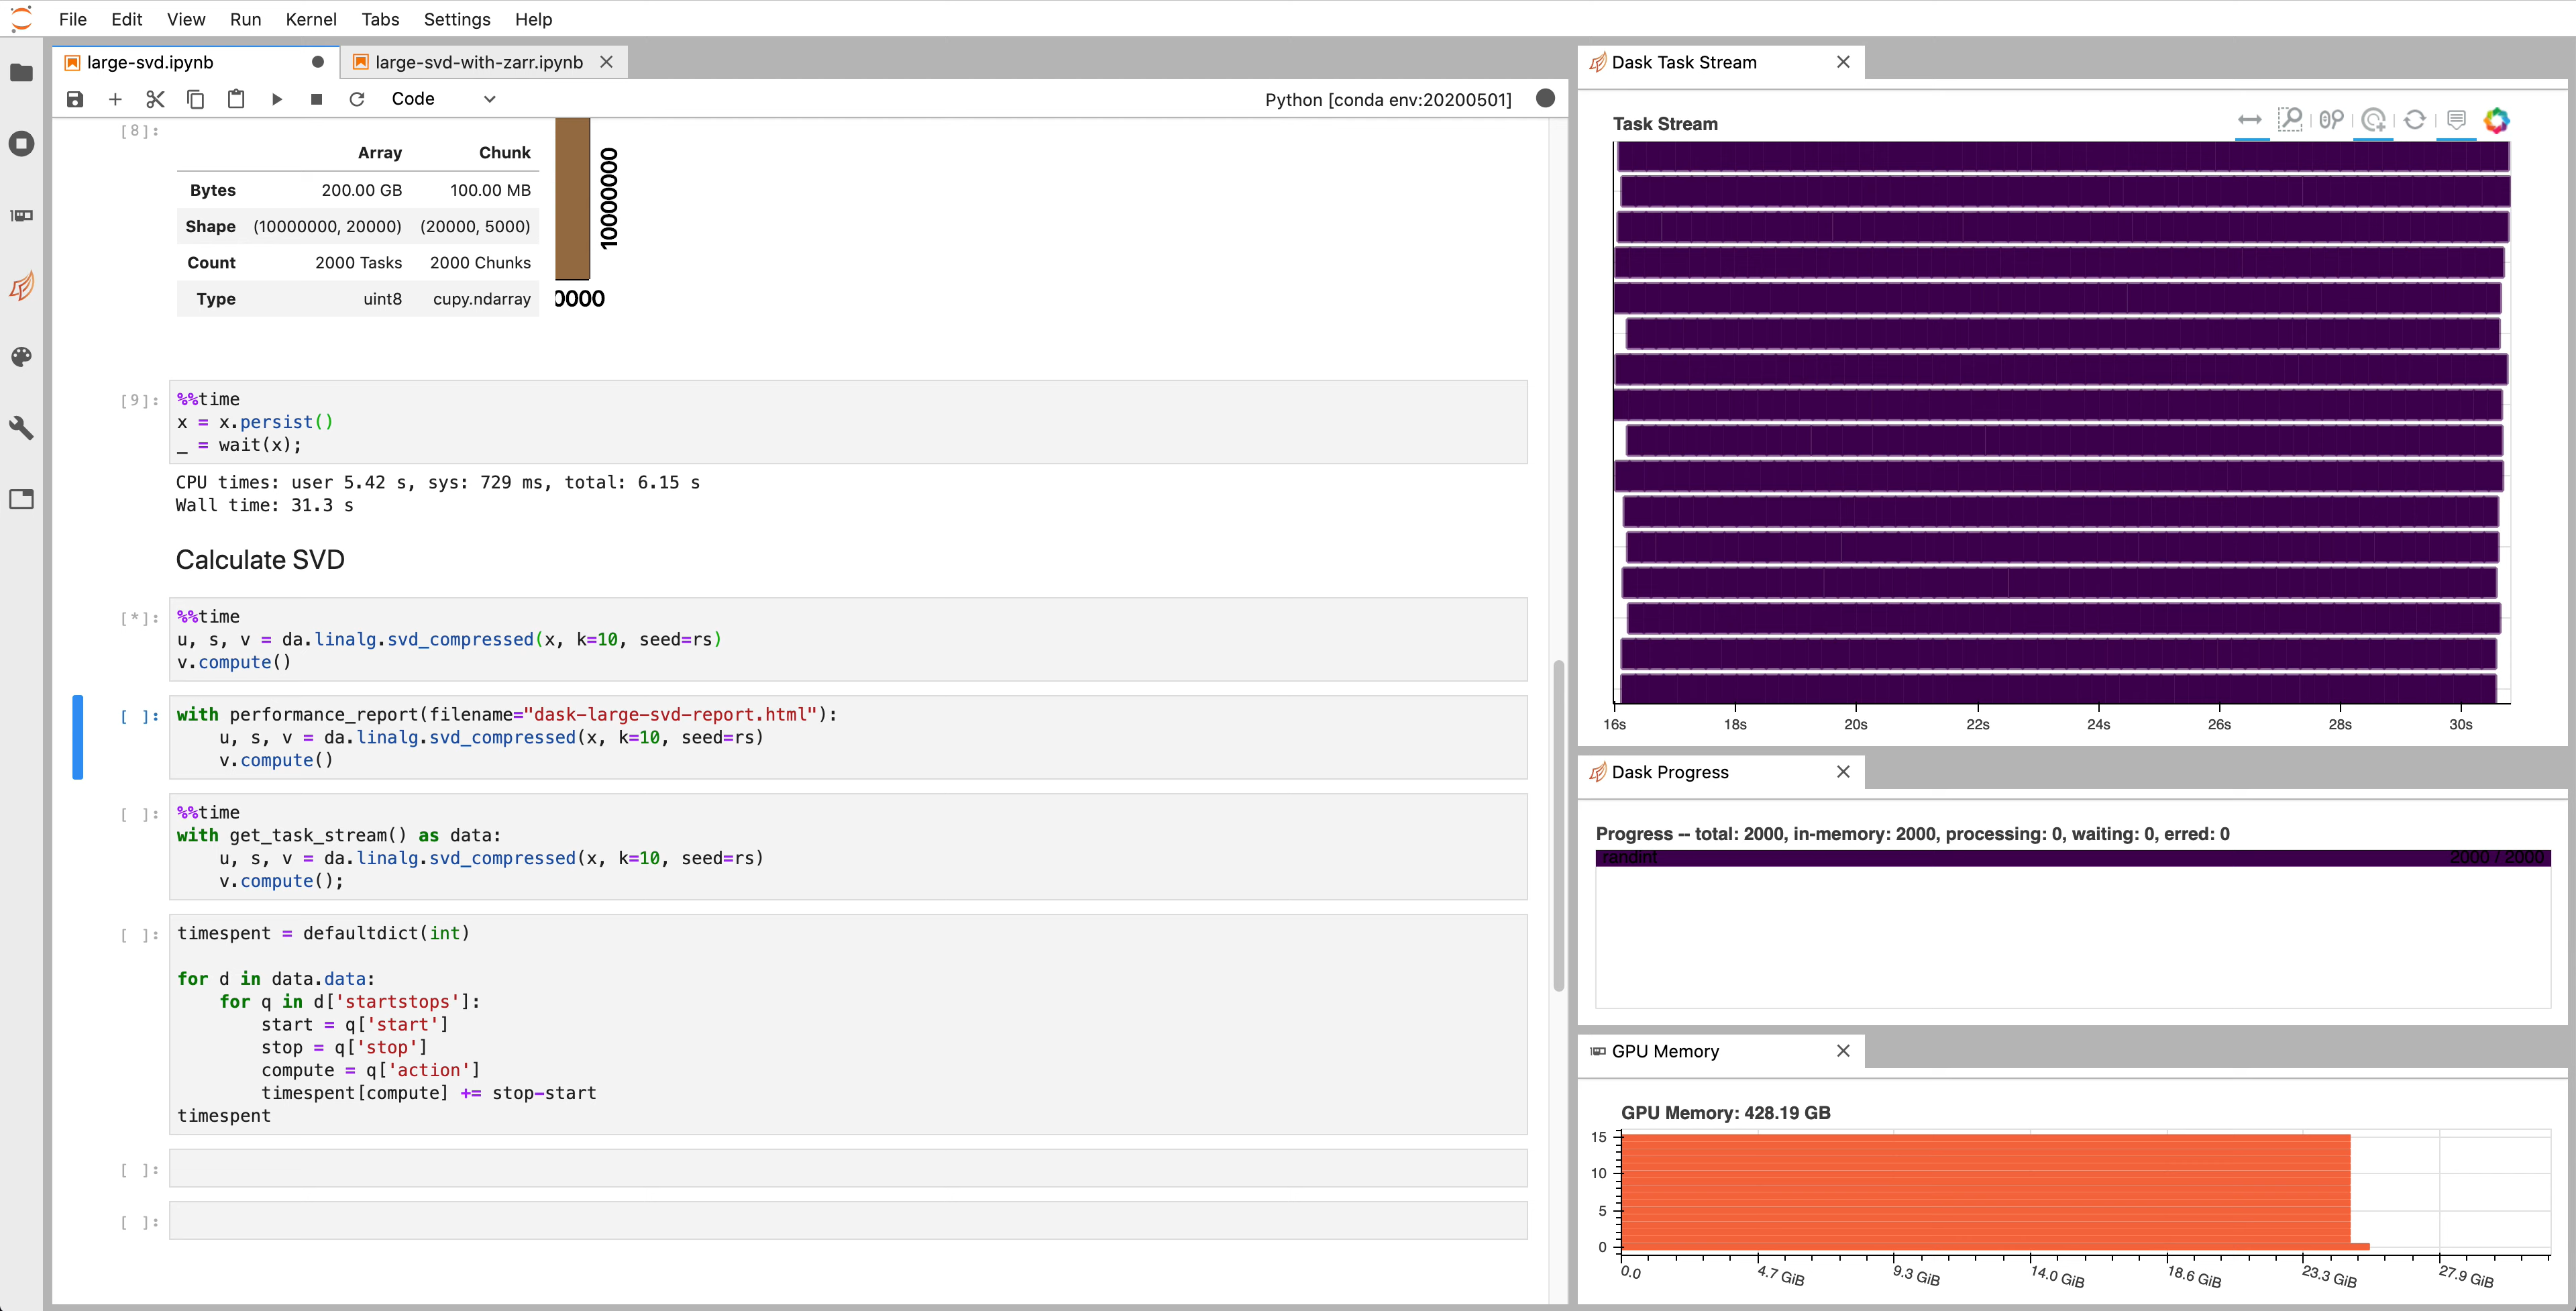 File Edit View Run Kernel Tabs Settings Help
large-svd.ipynb
large-svd-with-zarr.ipynb
Code
Python [conda env:20200501]
[8]:
Array Chunk
Bytes 200.00 GB 100.00 MB
Shape (10000000, 20000) (20000, 5000)
Count 2000 Tasks 2000 Chunks
Type uint8 cupy.ndarray
10000000
0000
[9]:
%%time
x = x.persist()
_ = wait(x);
CPU times: user 5.42 s, sys: 729 ms, total: 6.15 s
Wall time: 31.3 s
Calculate SVD
[*]:
%%time
u, s, v = da.linalg.svd_compressed(x, k=10, seed=rs)
v.compute()
[ ]:
with performance_report(filename="dask-large-svd-report.html"):
    u, s, v = da.linalg.svd_compressed(x, k=10, seed=rs)
    v.compute()
[ ]:
%%time
with get_task_stream() as data:
    u, s, v = da.linalg.svd_compressed(x, k=10, seed=rs)
    v.compute();
[ ]:
timespent = defaultdict(int)
for d in data.data:
    for q in d['startstops']:
        start = q['start']
        stop = q['stop']
        compute = q['action']
        timespent[compute] += stop-start
timespent
[ ]:
[ ]:
Dask Task Stream
Task Stream
16s 18s 20s 22s 24s 26s 28s 30s
Dask Progress
Progress -- total: 2000, in-memory: 2000, processing: 0, waiting: 0, erred: 0
randint 2000 / 2000
GPU Memory
GPU Memory: 428.19 GB
15
10
5
0
0.0 4.7 GiB 9.3 GiB 14.0 GiB 18.6 GiB 23.3 GiB 27.9 GiB